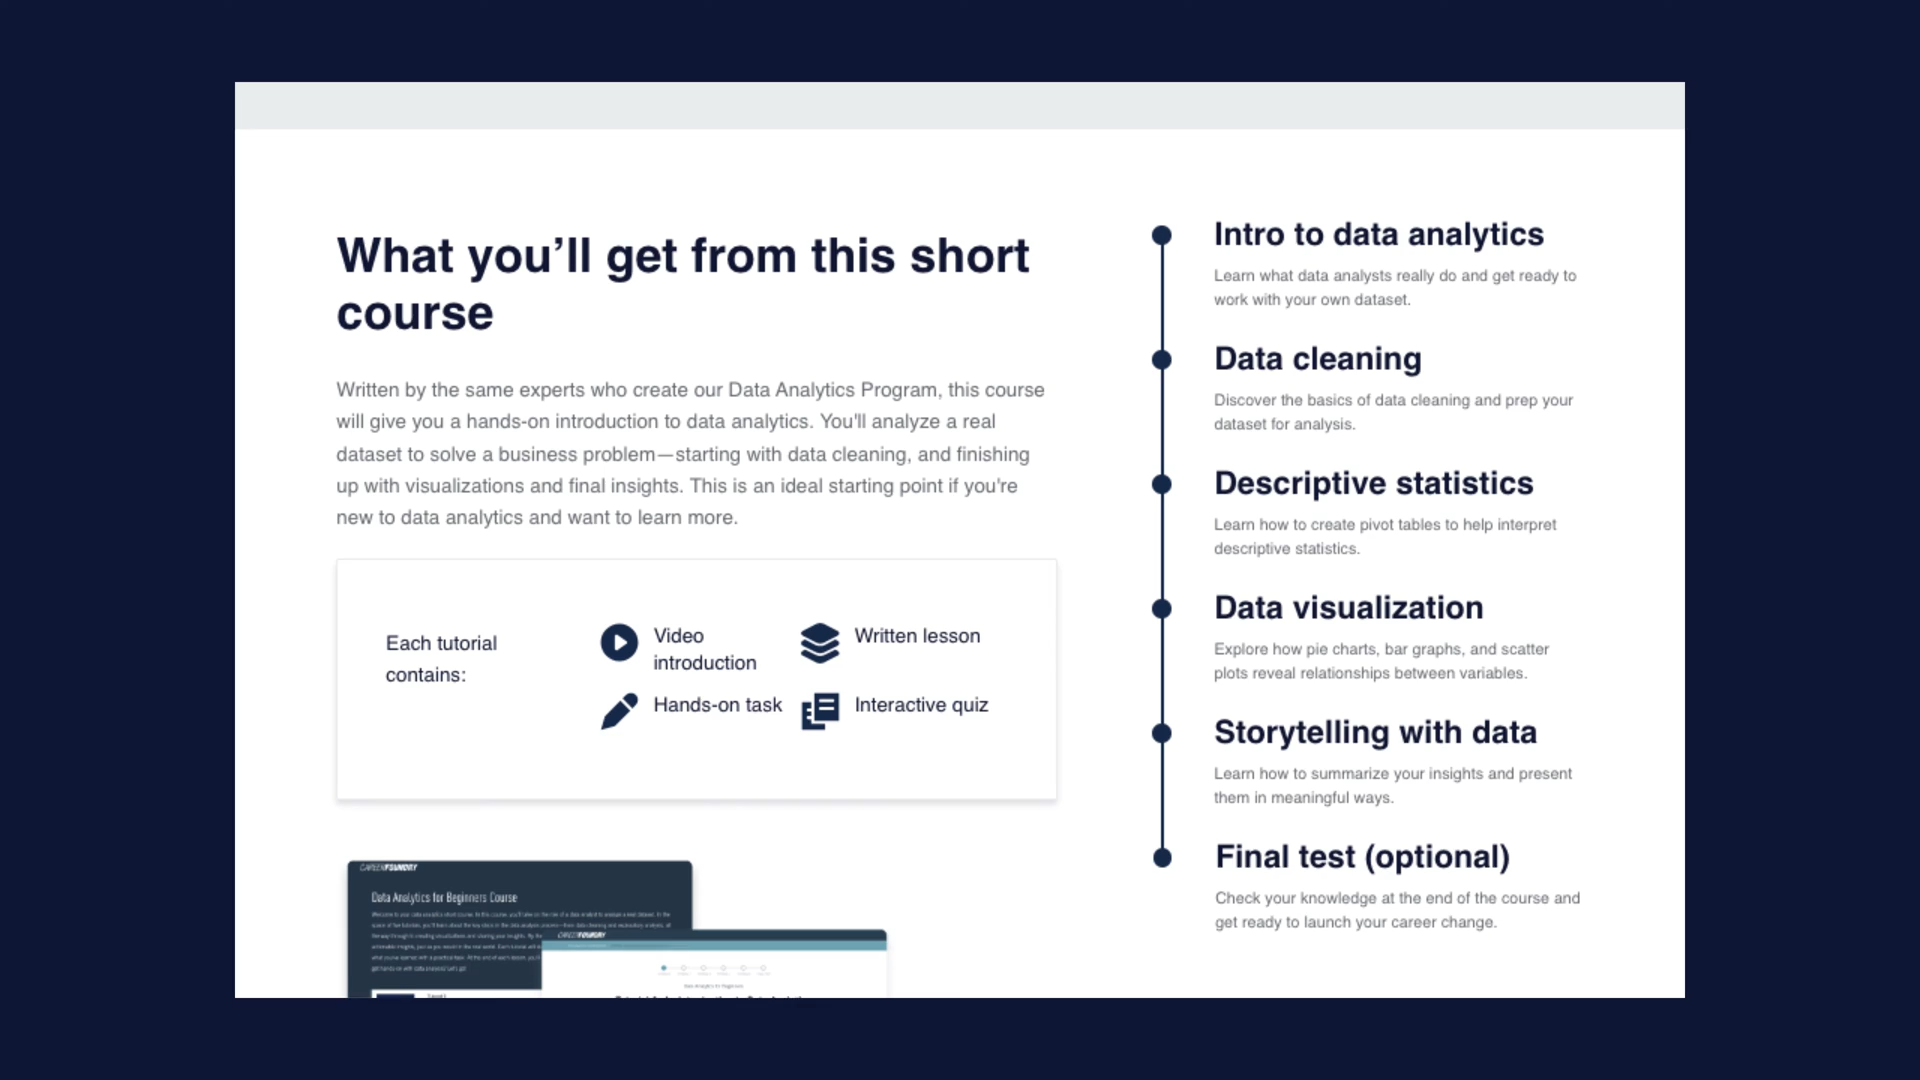 What you’ll get from this short
course
Written by the same experts who create our Data Analytics Program, this course
will give you a hands-on introduction to data analytics. You'll analyze a real
dataset to solve a business problem—starting with data cleaning, and finishing
up with visualizations and final insights. This is an ideal starting point if you're
new to data analytics and want to learn more.
Each tutorial
contains:
Video
introduction
Written lesson
Hands-on task
Interactive quiz
CAREERFOUNDRY
Data Analytics for Beginners Course
CAREERFOUNDRY
Intro to data analytics
Learn what data analysts really do and get ready to
work with your own dataset.
Data cleaning
Discover the basics of data cleaning and prep your
dataset for analysis.
Descriptive statistics
Learn how to create pivot tables to help interpret
descriptive statistics.
Data visualization
Explore how pie charts, bar graphs, and scatter
plots reveal relationships between variables.
Storytelling with data
Learn how to summarize your insights and present
them in meaningful ways.
Final test (optional)
Check your knowledge at the end of the course and
get ready to launch your career change.